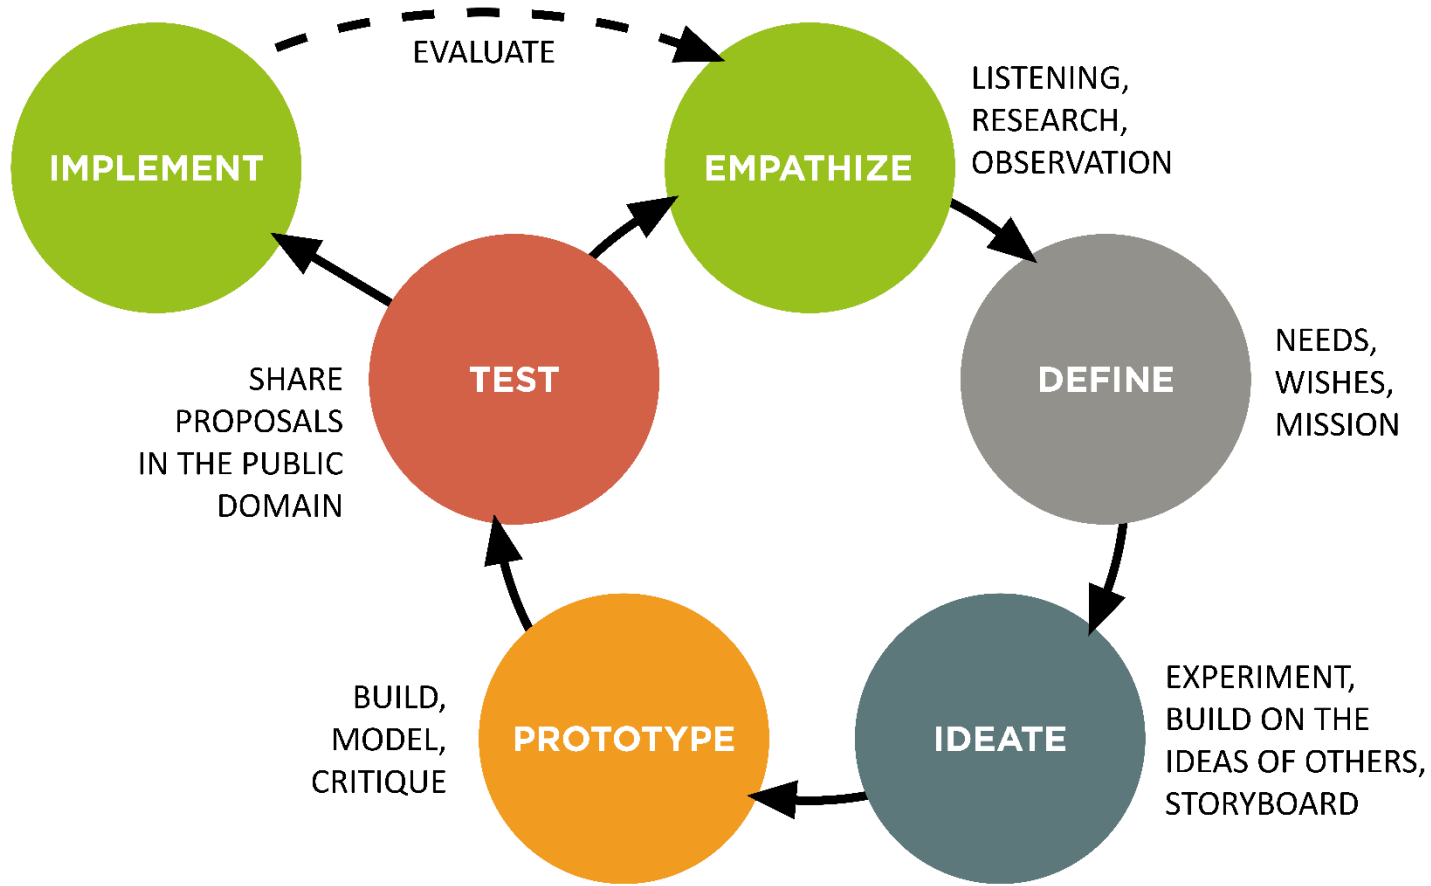 EVALUATE
IMPLEMENT
EMPATHIZE
LISTENING,
RESEARCH,
OBSERVATION
DEFINE
NEEDS,
WISHES,
MISSION
IDEATE
EXPERIMENT,
BUILD ON THE
IDEAS OF OTHERS,
STORYBOARD
PROTOTYPE
BUILD,
MODEL,
CRITIQUE
TEST
SHARE
PROPOSALS
IN THE PUBLIC
DOMAIN